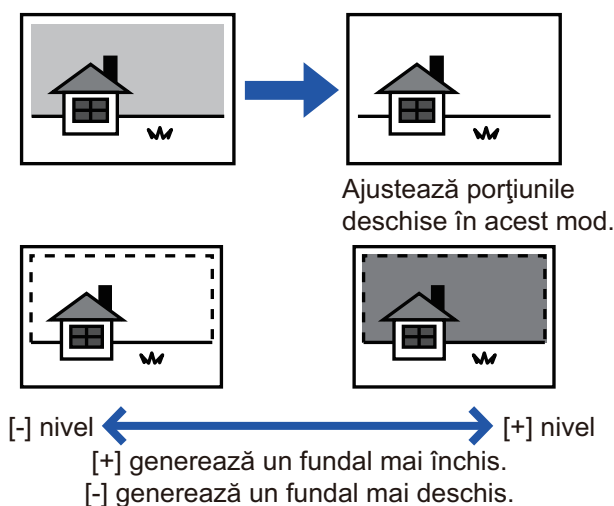 Ajustează porţiunile
deschise în acest mod.
[-] nivel
[+] nivel
[+] generează un fundal mai închis.
[-] generează un fundal mai deschis.